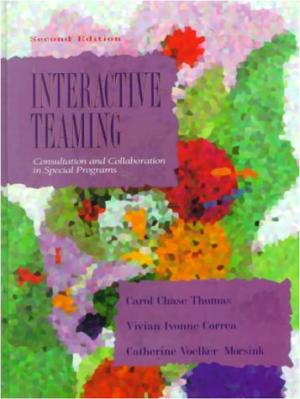 Second Edition
INTERACTIVE
TEAMING
Consultation and Collaboration
in Special Programs
Carol Chase Thomas
Vivian Ivonne Correa
Catherine Voelker Morsink